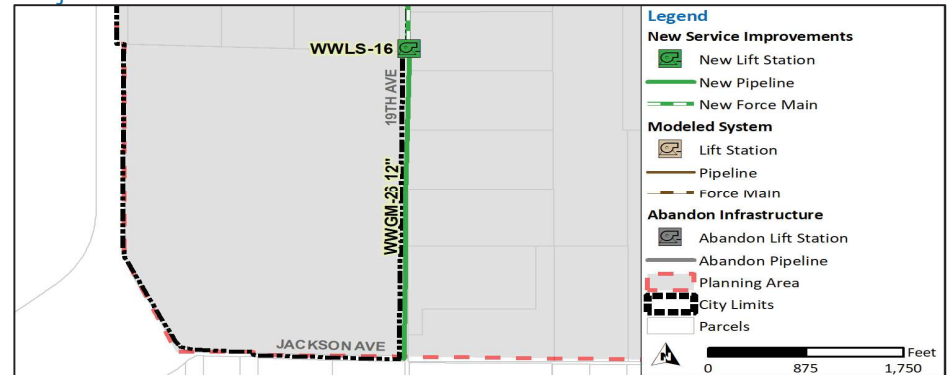 WWLS-16
19TH AVE
WWGM-26 12"
JACKSON AVE
Legend
New Service Improvements
New Lift Station
New Pipeline
New Force Main
Modeled System
Lift Station
Pipeline
Force Main
Abandon Infrastructure
Abandon Lift Station
Abandon Pipeline
Planning Area
City Limits
Parcels
N
Feet
0 875 1,750